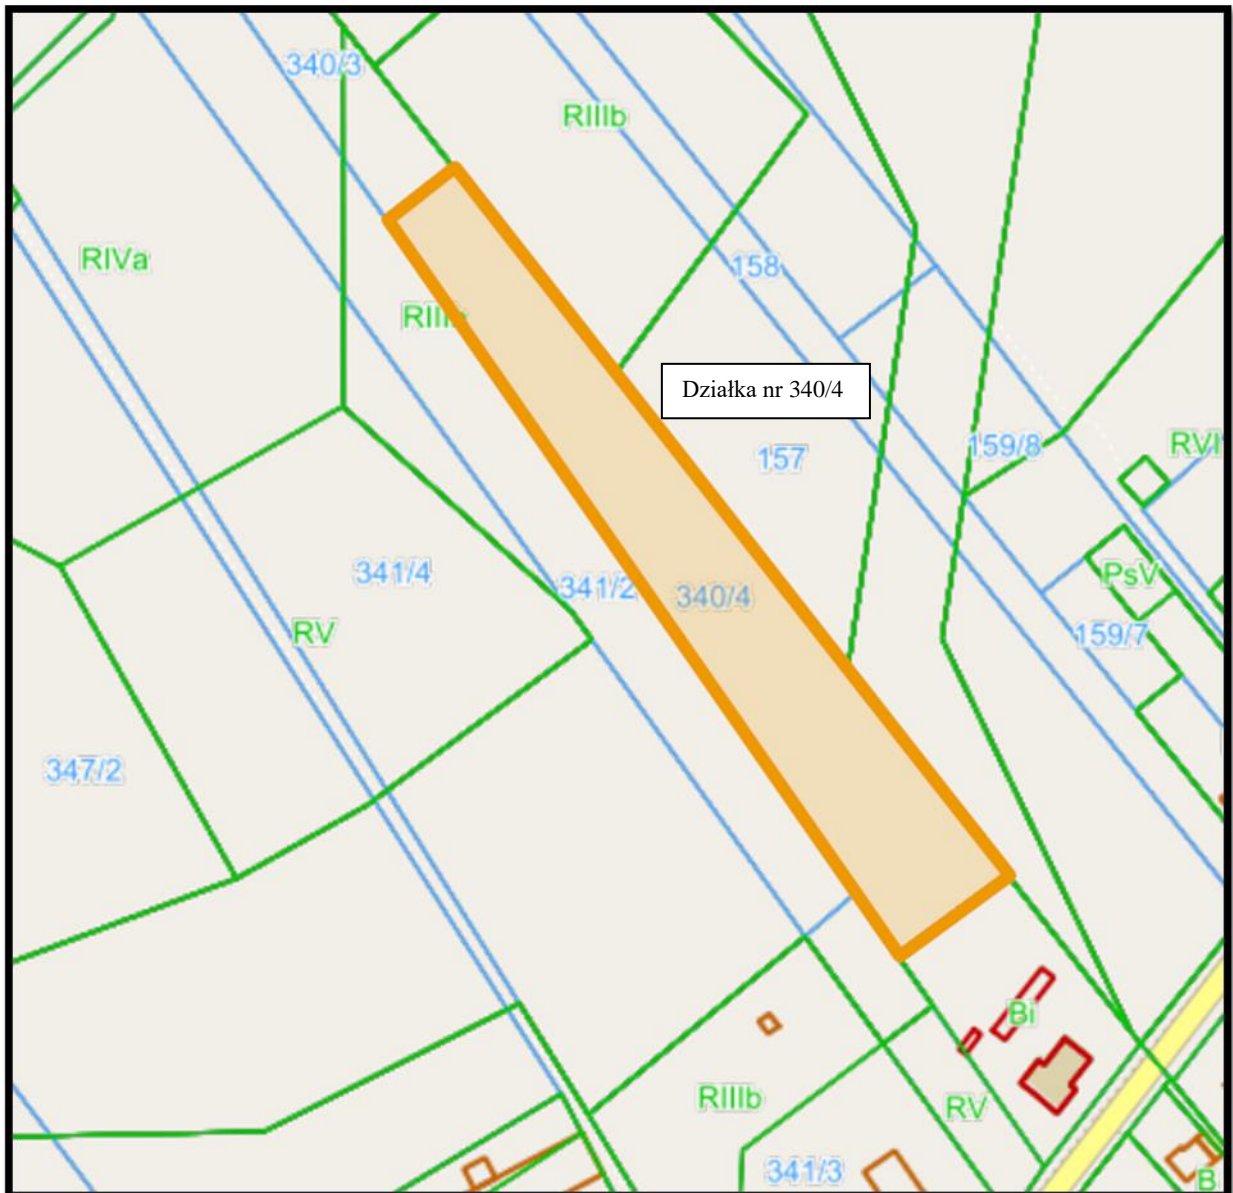 340/3
RIIIb
RIVa
158
RIIIb
Działka nr 340/4
159/8
RVI
157
341/4
341/2
340/4
PsV
RV
159/7
347/2
Bi
RIIIb
RV
341/3
B